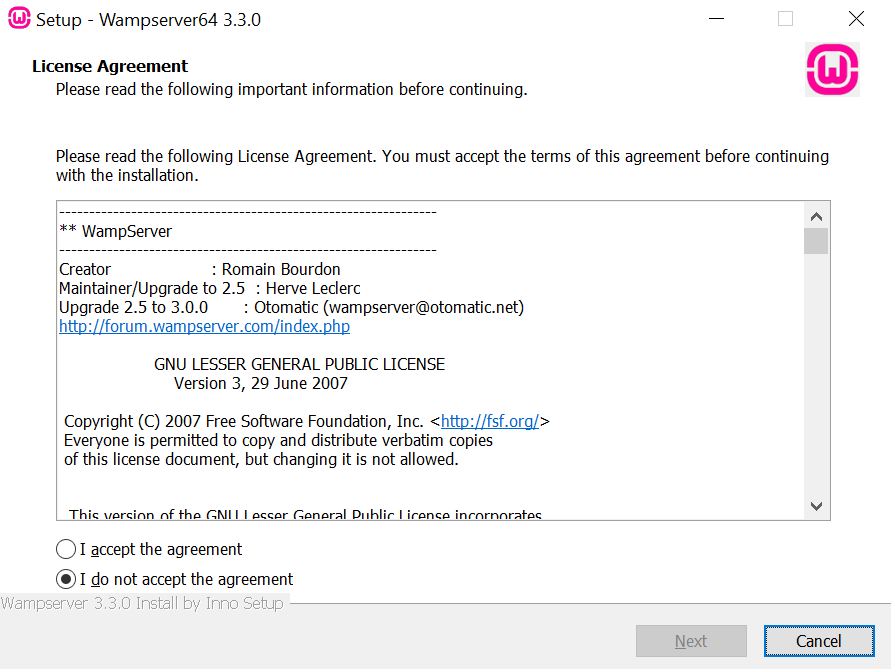 Setup - Wampserver64 3.3.0
License Agreement
Please read the following important information before continuing.
Please read the following License Agreement. You must accept the terms of this agreement before continuing
with the installation.
------------------------------------------------------------
** WampServer
------------------------------------------------------------
Creator : Romain Bourdon
Maintainer/Upgrade to 2.5 : Herve Leclerc
Upgrade 2.5 to 3.0.0 : Otomatic (wampserver@otomatic.net)
http://forum.wampserver.com/index.php
GNU LESSER GENERAL PUBLIC LICENSE
Version 3, 29 June 2007
Copyright (C) 2007 Free Software Foundation, Inc. <http://fsf.org/>
Everyone is permitted to copy and distribute verbatim copies
of this license document, but changing it is not allowed.
This version of the GNU Lesser General Public License incorporates
I accept the agreement
I do not accept the agreement
Wampserver 3.3.0 Install by Inno Setup
Next
Cancel